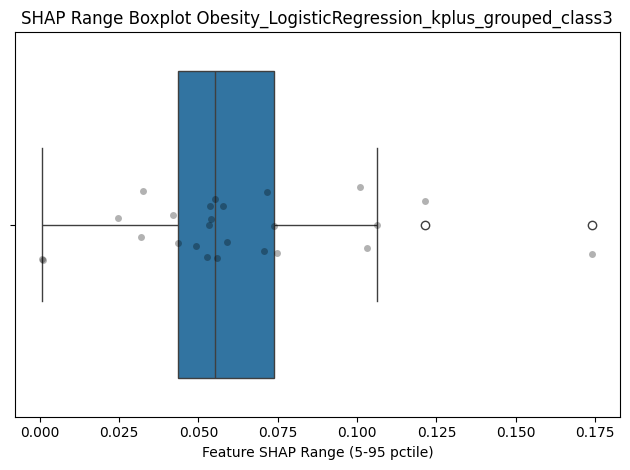 SHAP Range Boxplot Obesity_LogisticRegression_kplus_grouped_class3
0.000 0.025 0.050 0.075 0.100 0.125 0.150 0.175
Feature SHAP Range (5-95 pctile)